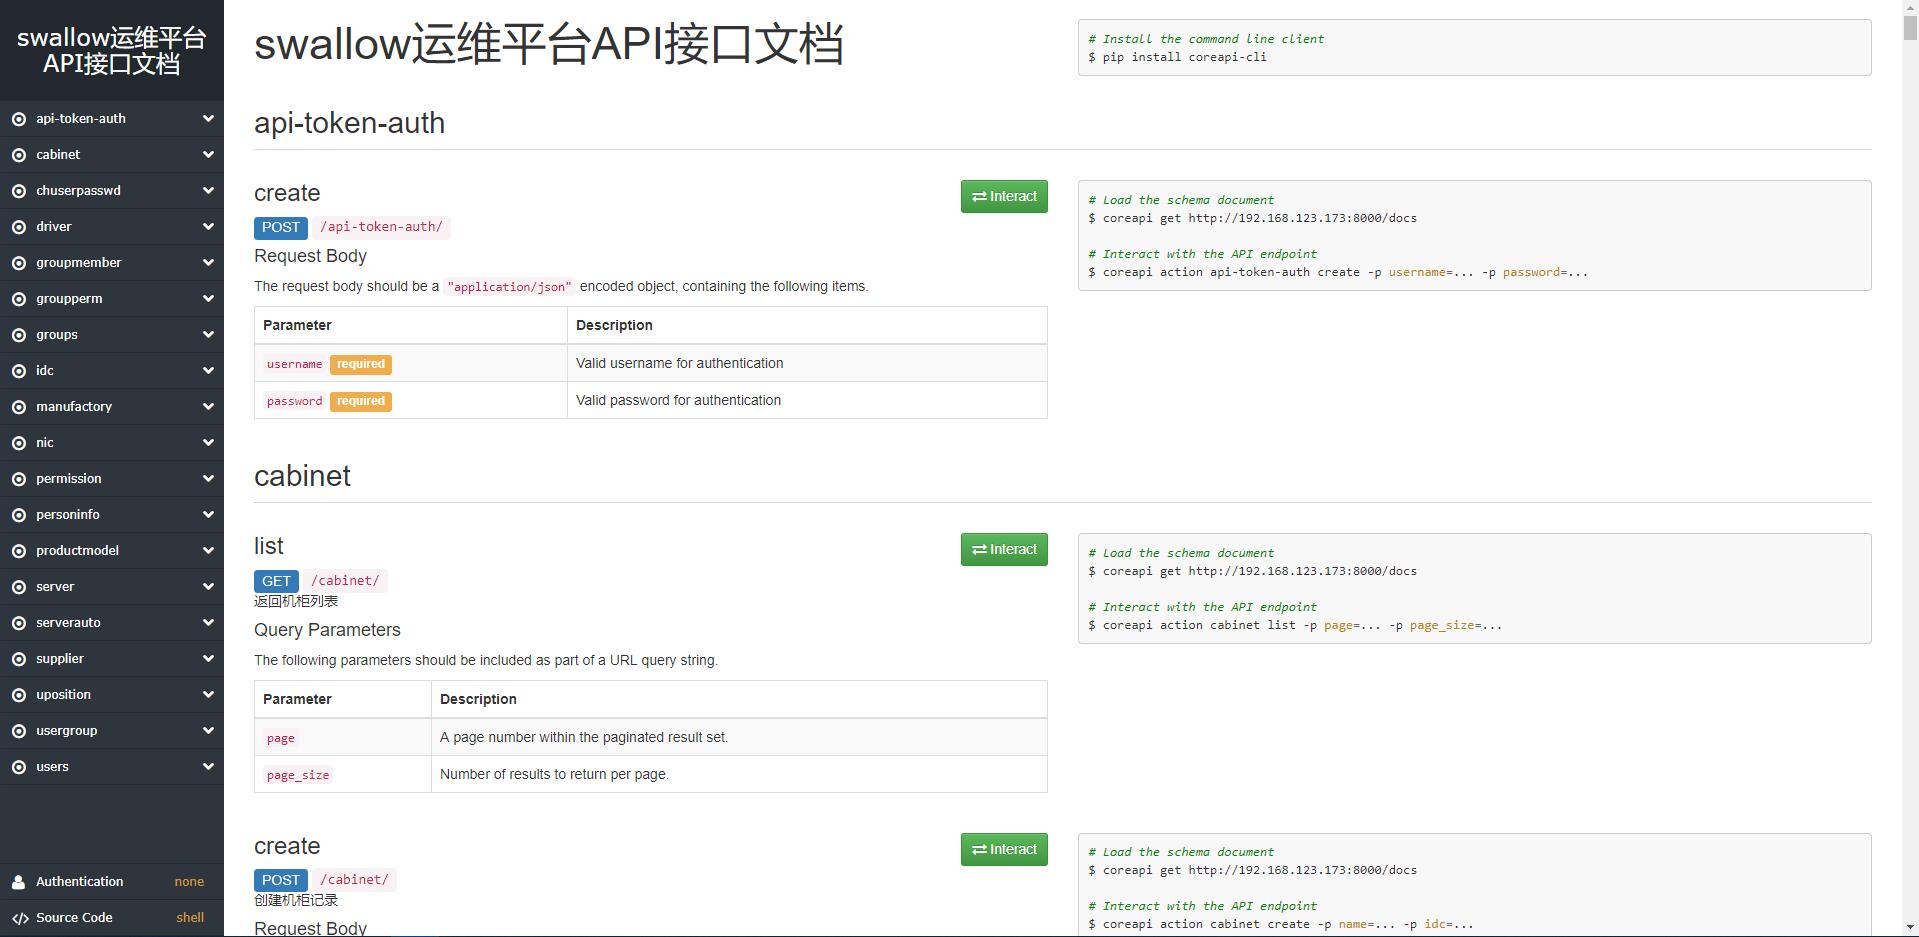 swallow运维平台
API接口文档
api-token-auth
cabinet
chuserpasswd
driver
groupmember
groupperm
groups
idc
manufactory
nic
permission
personinfo
productmodel
server
serverauto
supplier
uposition
usergroup
users
Authentication none
Source Code shell
swallow运维平台API接口文档
# Install the command line client
$ pip install coreapi-cli
api-token-auth
create
Interact
POST /api-token-auth/
Request Body
The request body should be a "application/json" encoded object, containing the following items.
Parameter Description
username required Valid username for authentication
password required Valid password for authentication
# Load the schema document
$ coreapi get http://192.168.123.173:8000/docs
# Interact with the API endpoint
$ coreapi action api-token-auth create -p username=... -p password=...
cabinet
list
Interact
GET /cabinet/
返回机柜列表
Query Parameters
The following parameters should be included as part of a URL query string.
Parameter Description
page A page number within the paginated result set.
page_size Number of results to return per page.
# Load the schema document
$ coreapi get http://192.168.123.173:8000/docs
# Interact with the API endpoint
$ coreapi action cabinet list -p page=... -p page_size=...
create
Interact
POST /cabinet/
创建机柜记录
Request Body
# Load the schema document
$ coreapi get http://192.168.123.173:8000/docs
# Interact with the API endpoint
$ coreapi action cabinet create -p name=... -p idc=...